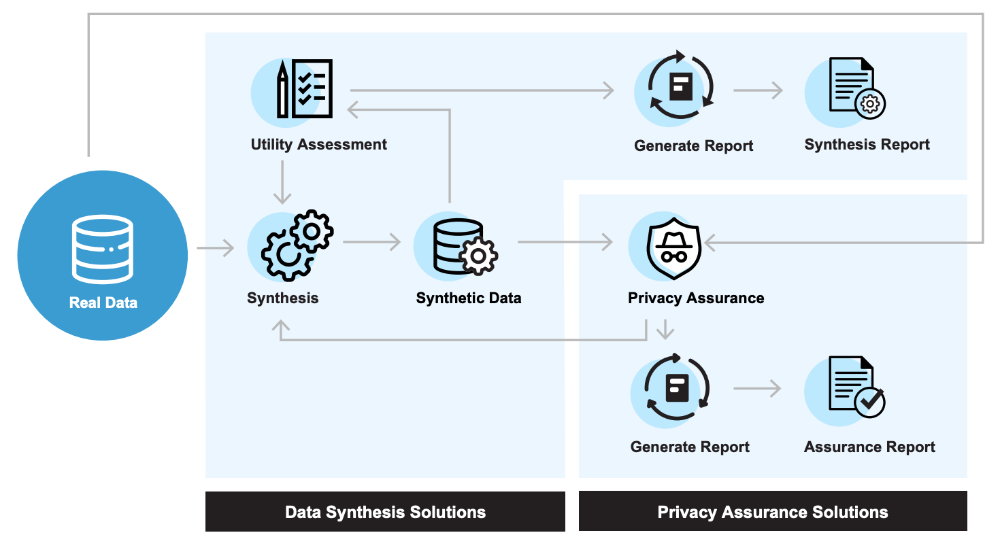 Utility Assessment
Generate Report
Synthesis Report
Real Data
Synthesis
Synthetic Data
Privacy Assurance
Generate Report
Assurance Report
Data Synthesis Solutions
Privacy Assurance Solutions